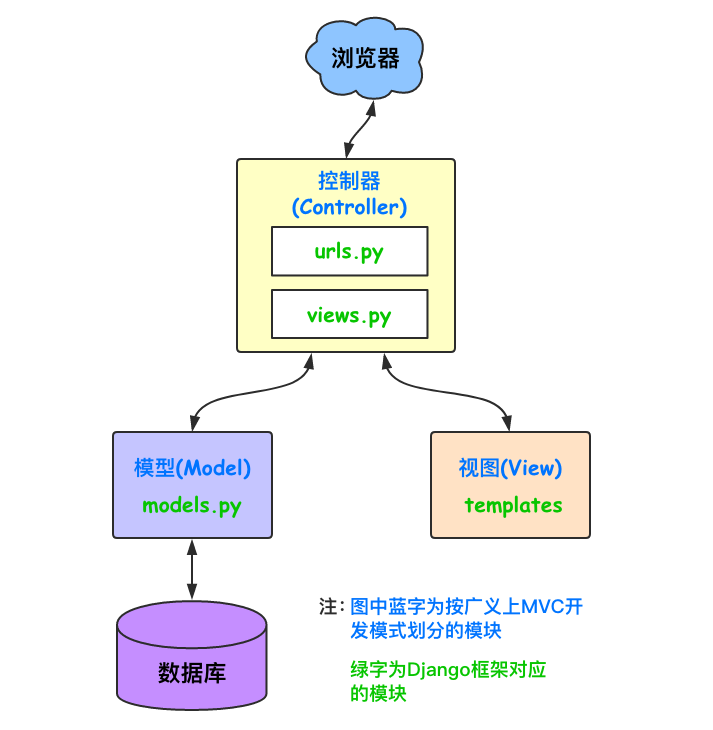 浏览器
控制器
(Controller)
urls.py
views.py
模型(Model)
models.py
视图(View)
templates
数据库
注：图中蓝字为按广义上MVC开
发模式划分的模块
绿字为Django框架对应
的模块